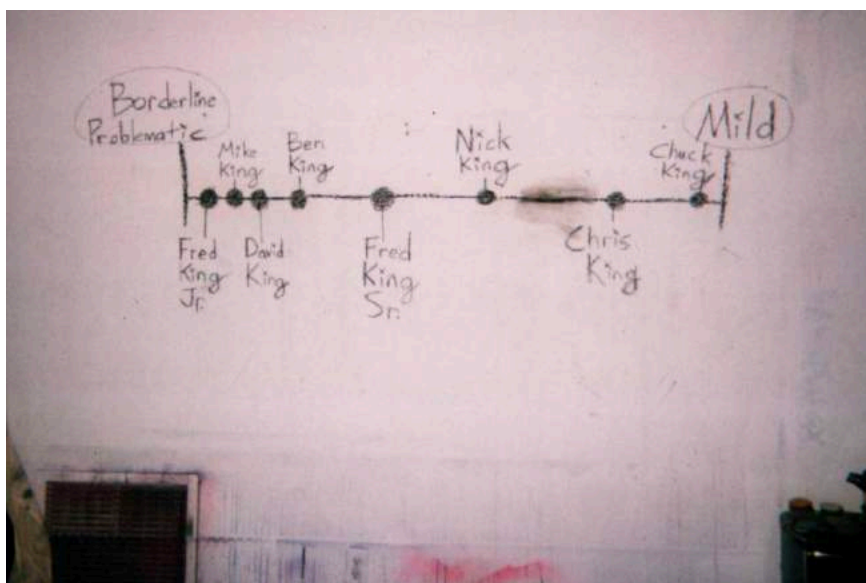 Borderline
Problematic
Mild
Mike
King
Ben
King
Nick
King
Chuck
King
Fred
King
Jr.
David
King
Fred
King
Sr.
Chris
King